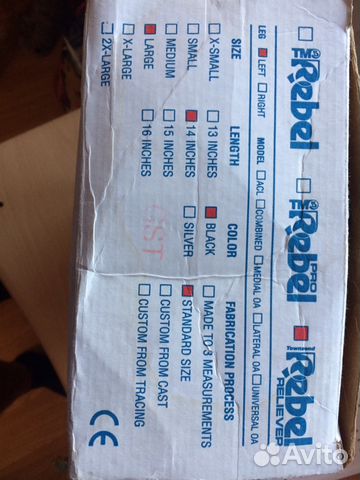 TM Rebel TM Rebel PRO Townsend Rebel RELIEVER
LEG LEFT RIGHT MODEL ACL COMBINED MEDIAL OA LATERAL OA UNIVERSAL OA
SIZE LENGTH COLOR FABRICATION PROCESS
X-SMALL 13 INCHES BLACK MADE TO 3 MEASUREMENTS
SMALL 14 INCHES SILVER STANDARD SIZE
MEDIUM 15 INCHES CUSTOM FROM CAST
LARGE 16 INCHES CUSTOM FROM TRACING
X-LARGE
2X-LARGE
CE
Avito